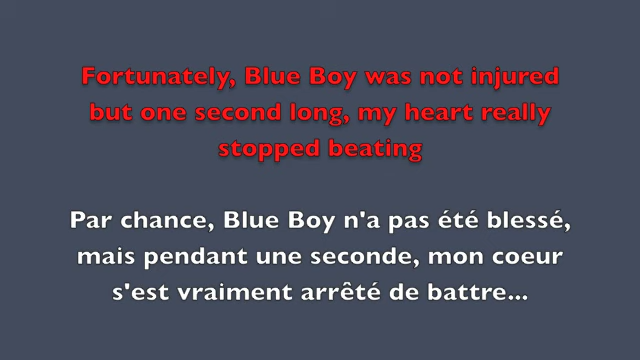 Fortunately, Blue Boy was not injured
but one second long, my heart really
stopped beating
Par chance, Blue Boy n'a pas été blessé,
mais pendant une seconde, mon coeur
s'est vraiment arrêté de battre...